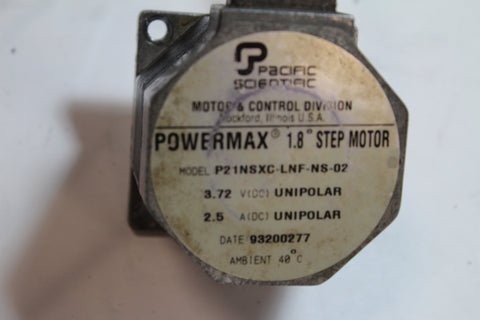 PACIFIC
SCIENTIFIC
MOTOR & CONTROL DIVISION
Rockford, Illinois U.S.A.
POWERMAX® 1.8° STEP MOTOR
MODEL P21NSXC-LNF-NS-02
3.72 V(DC) UNIPOLAR
2.5 A(DC) UNIPOLAR
DATE 93200277
AMBIENT 40°C